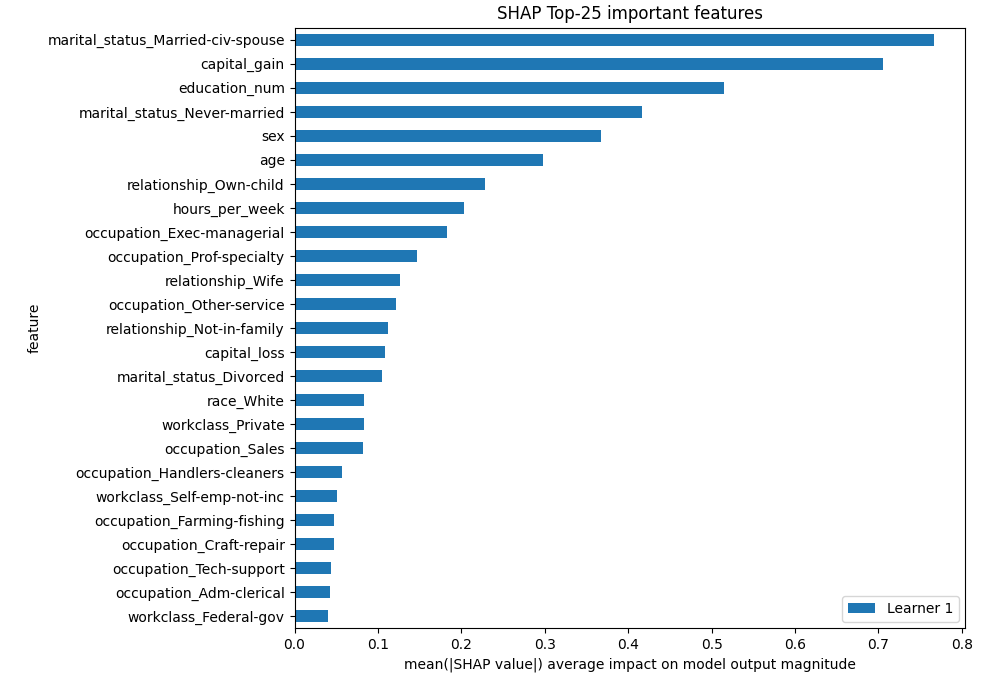 SHAP Top-25 important features
marital_status_Married-civ-spouse
capital_gain
education_num
marital_status_Never-married
sex
age
relationship_Own-child
hours_per_week
occupation_Exec-managerial
occupation_Prof-specialty
relationship_Wife
occupation_Other-service
relationship_Not-in-family
capital_loss
marital_status_Divorced
race_White
workclass_Private
occupation_Sales
occupation_Handlers-cleaners
workclass_Self-emp-not-inc
occupation_Farming-fishing
occupation_Craft-repair
occupation_Tech-support
occupation_Adm-clerical
workclass_Federal-gov
feature
Learner 1
0.0 0.1 0.2 0.3 0.4 0.5 0.6 0.7 0.8
mean(|SHAP value|) average impact on model output magnitude